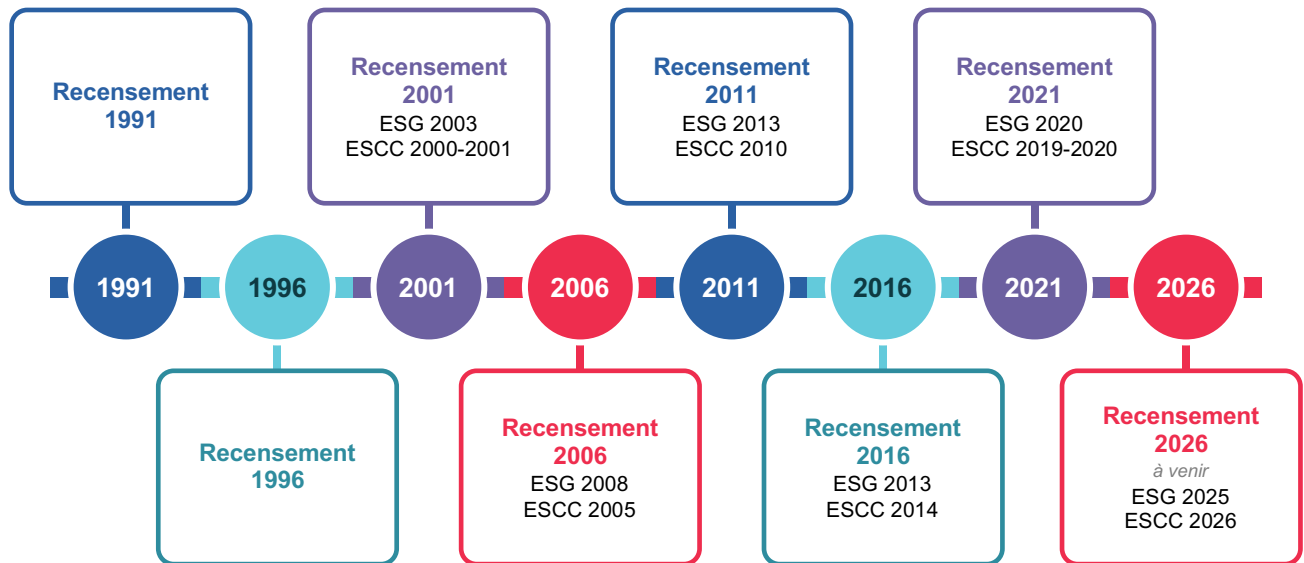 Recensement
1991
Recensement
2001
ESG 2003
ESCC 2000-2001
Recensement
2011
ESG 2013
ESCC 2010
Recensement
2021
ESG 2020
ESCC 2019-2020
1991
1996
2001
2006
2011
2016
2021
2026
Recensement
1996
Recensement
2006
ESG 2008
ESCC 2005
Recensement
2016
ESG 2013
ESCC 2014
Recensement
2026
à venir
ESG 2025
ESCC 2026